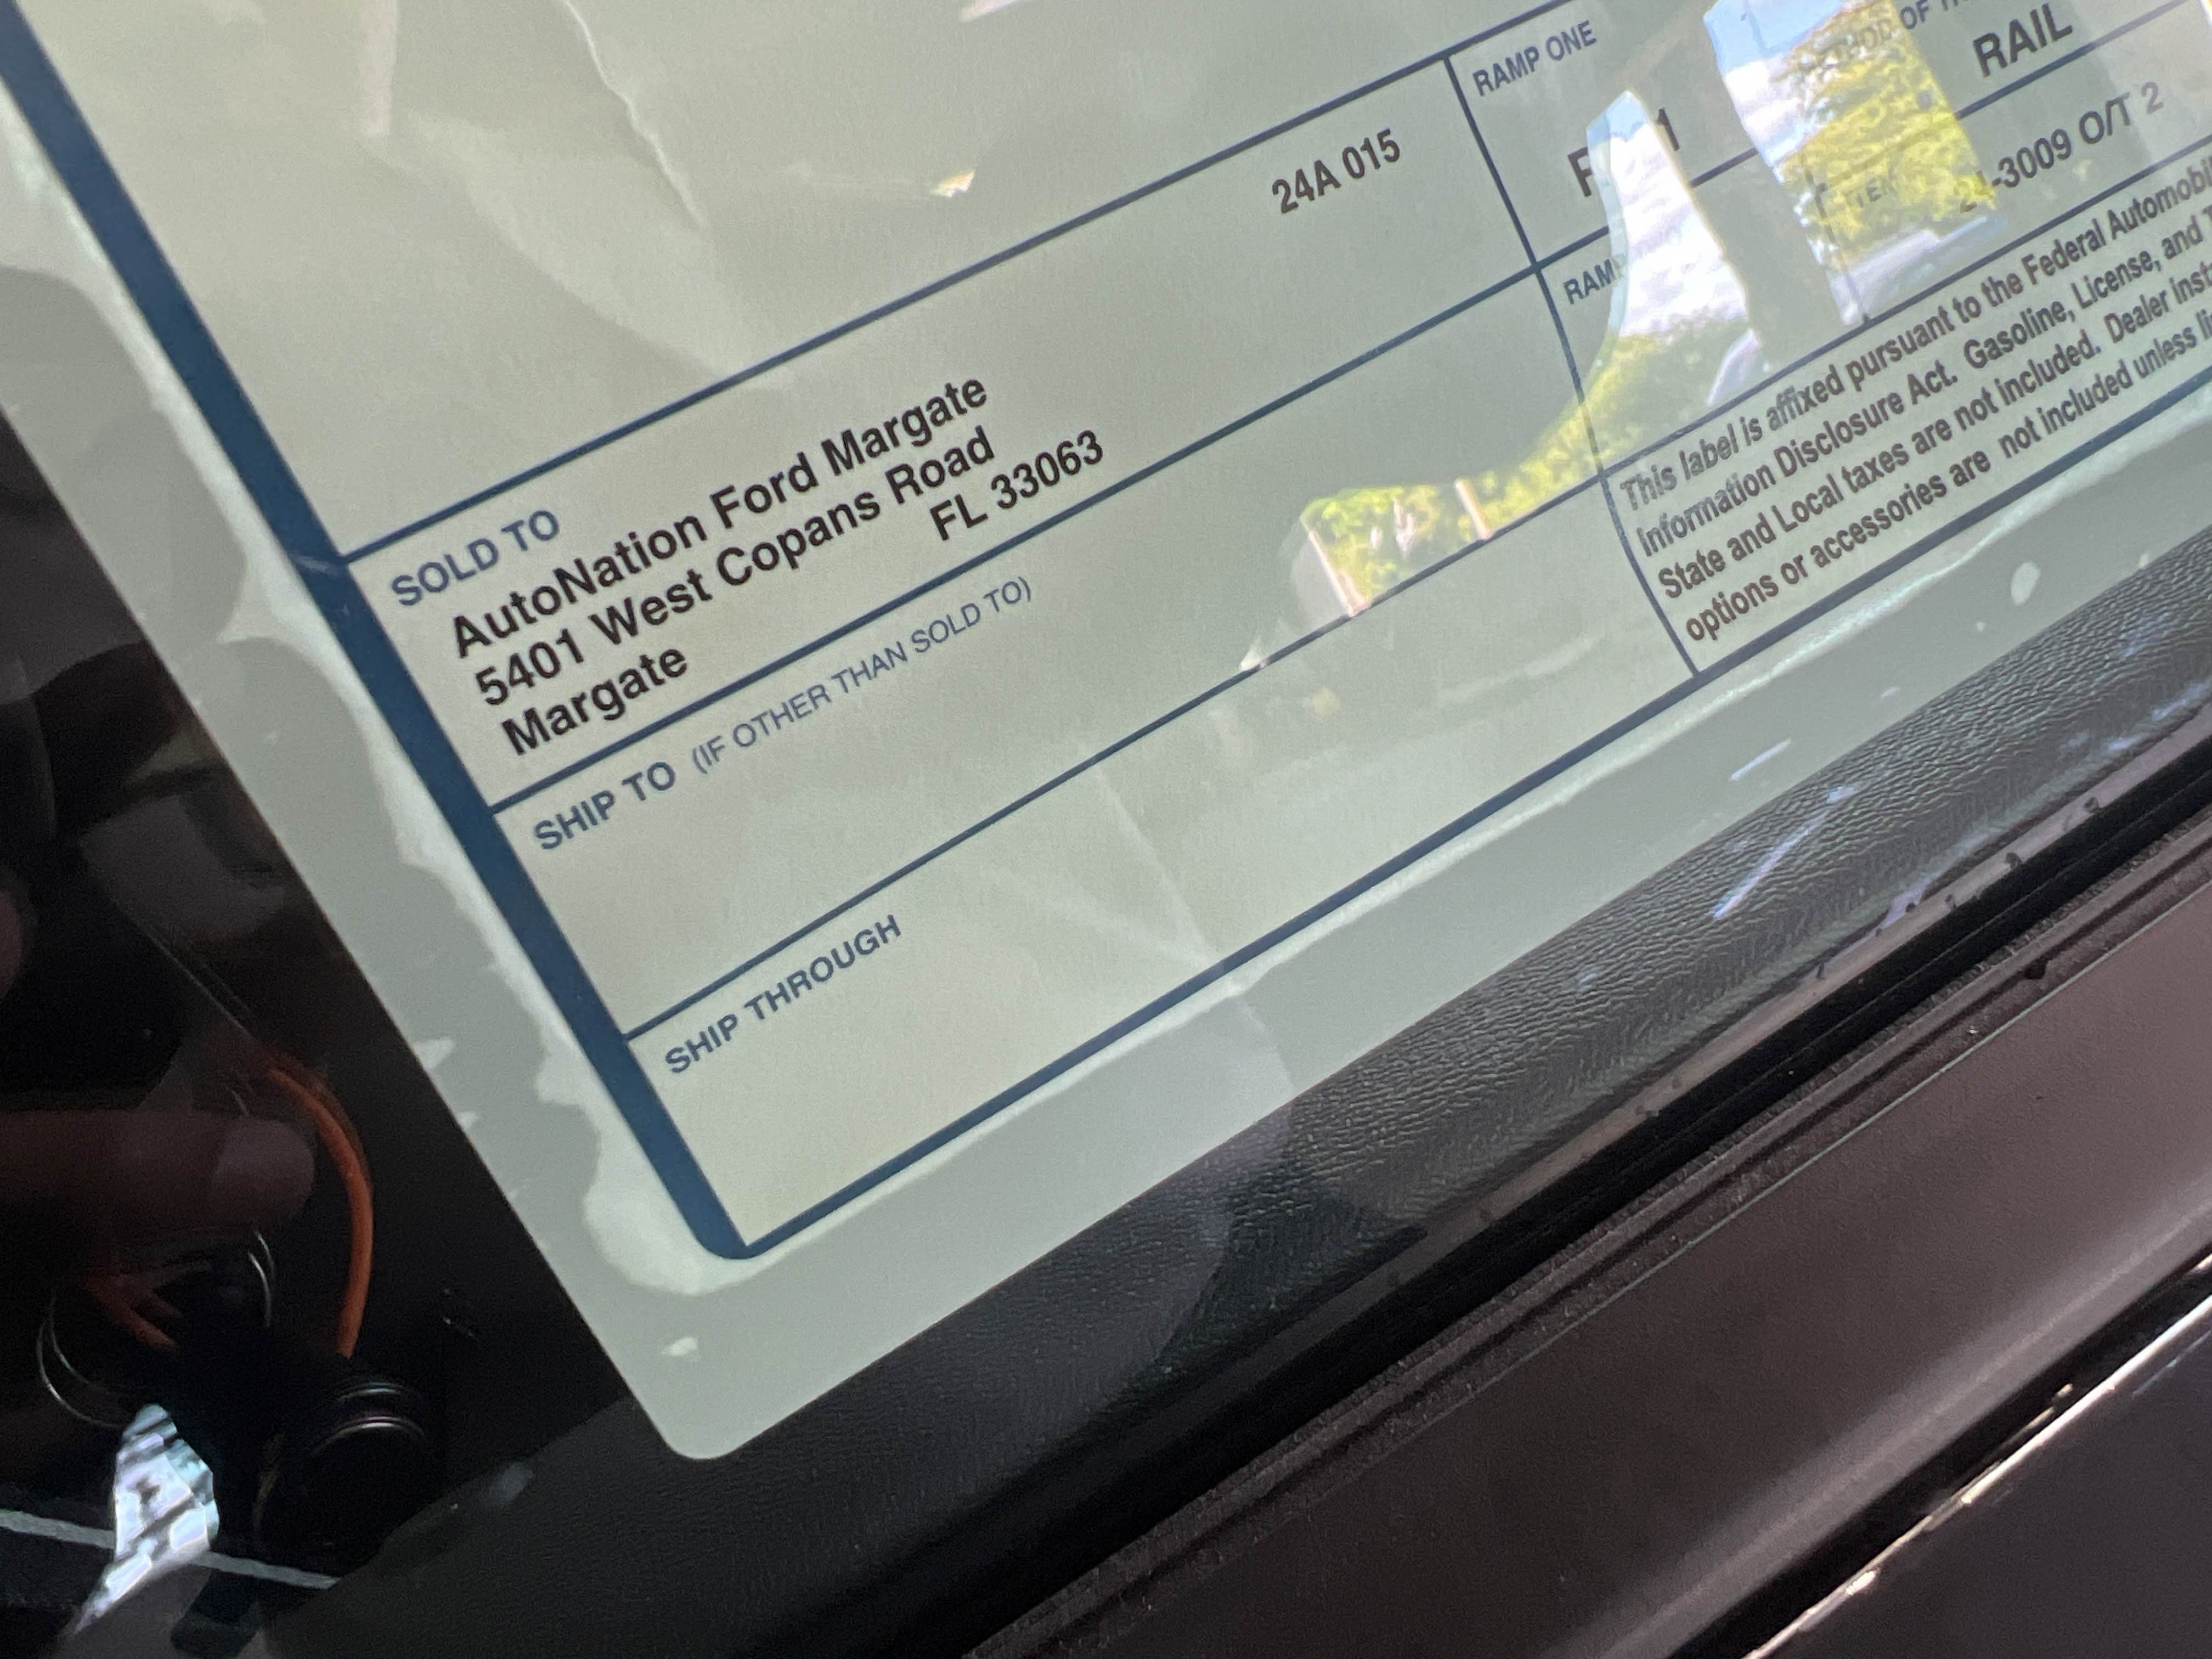 SOLD TO
24A 015
AutoNation Ford Margate
5401 West Copans Road
Margate FL 33063
SHIP TO (IF OTHER THAN SOLD TO)
SHIP THROUGH
RAMP ONE
OF
RAIL
-3009 O/T 2
This label is affixed pursuant to the Federal
Information Disclosure Act. Gasoline, License, and
State and Local taxes are not included. Dealer
options or accessories are not included unless